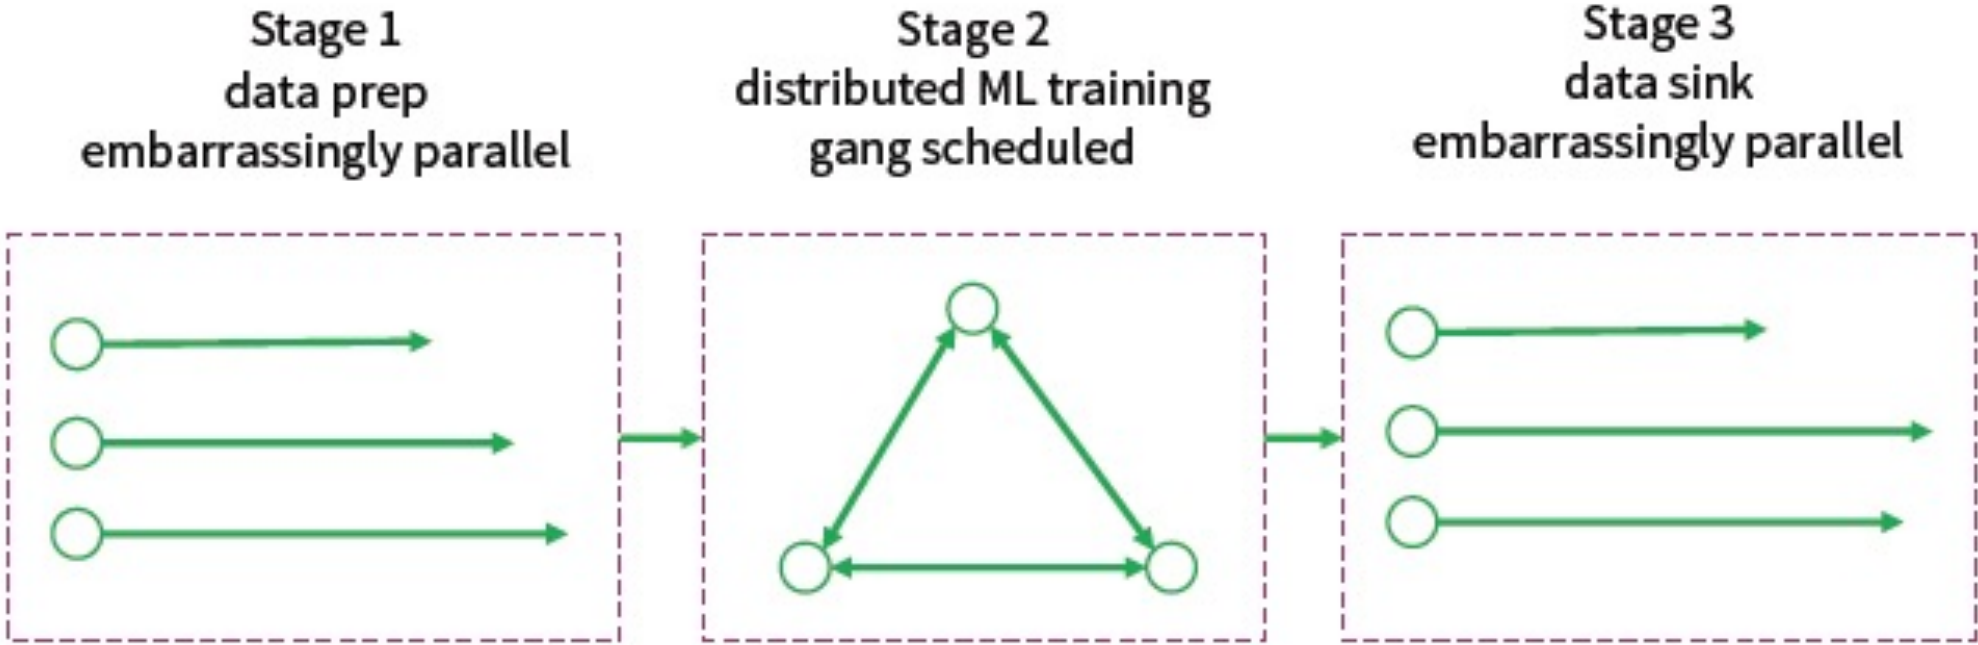 Stage 1
data prep
embarrassingly parallel
Stage 2
distributed ML training
gang scheduled
Stage 3
data sink
embarrassingly parallel